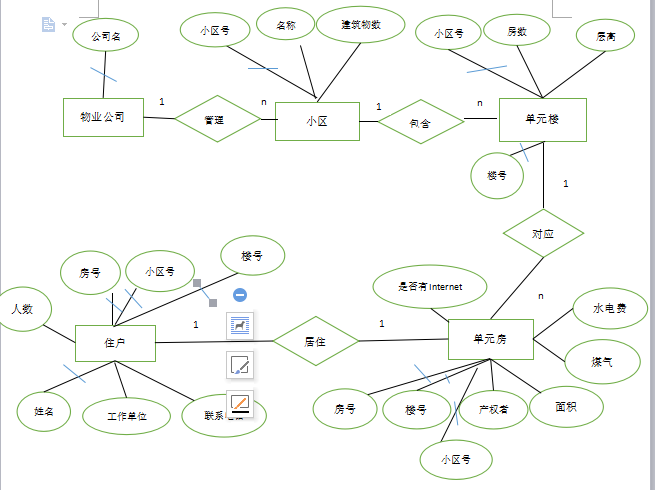 公司名
小区号
名称
建筑物数
小区号
房数
层高
物业公司
1
管理
n
小区
1
包含
n
单元楼
楼号
1
对应
n
房号
小区号
楼号
人数
是否有internet
水电费
住户
1
居住
1
单元房
煤气
姓名
工作单位
联系
房号
楼号
产权者
面积
小区号